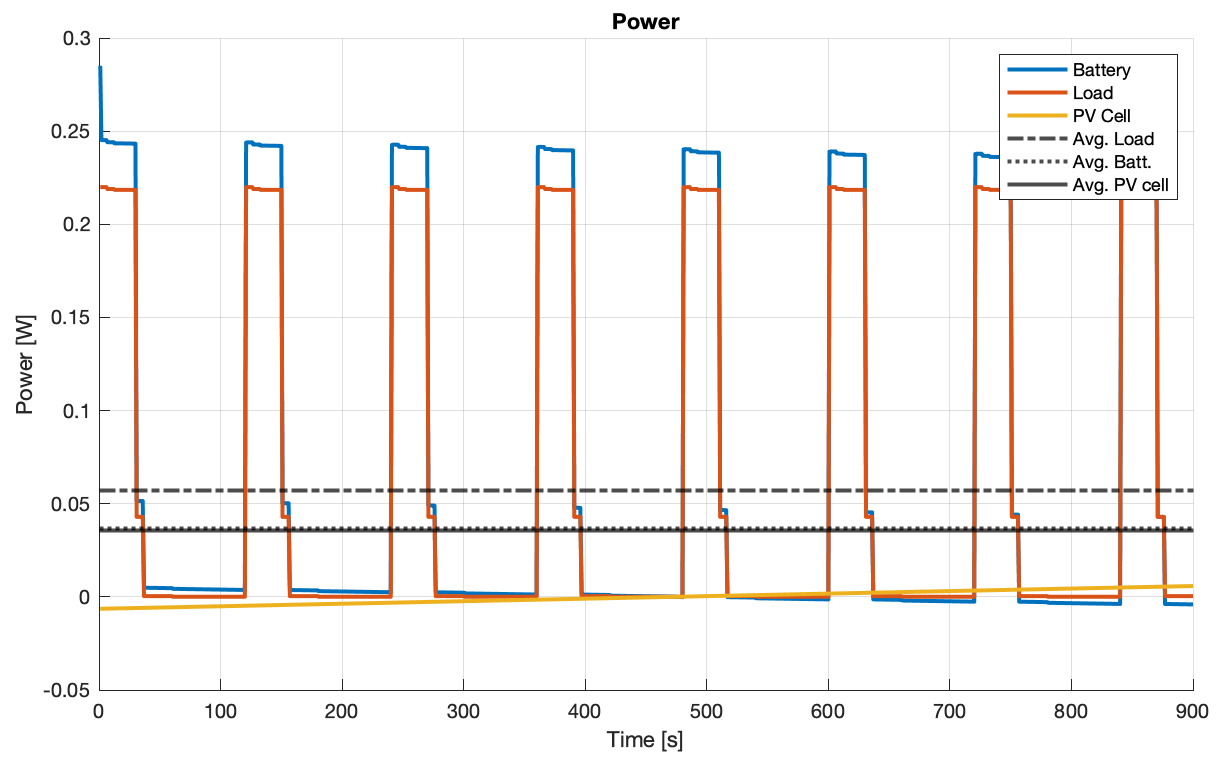 Power
0.3
0.25
0.2
0.15
0.1
0.05
0
-0.05
Power [W]
Battery
Load
PV Cell
Avg. Load
Avg. Batt.
Avg. PV cell
0 100 200 300 400 500 600 700 800 900
Time [s]